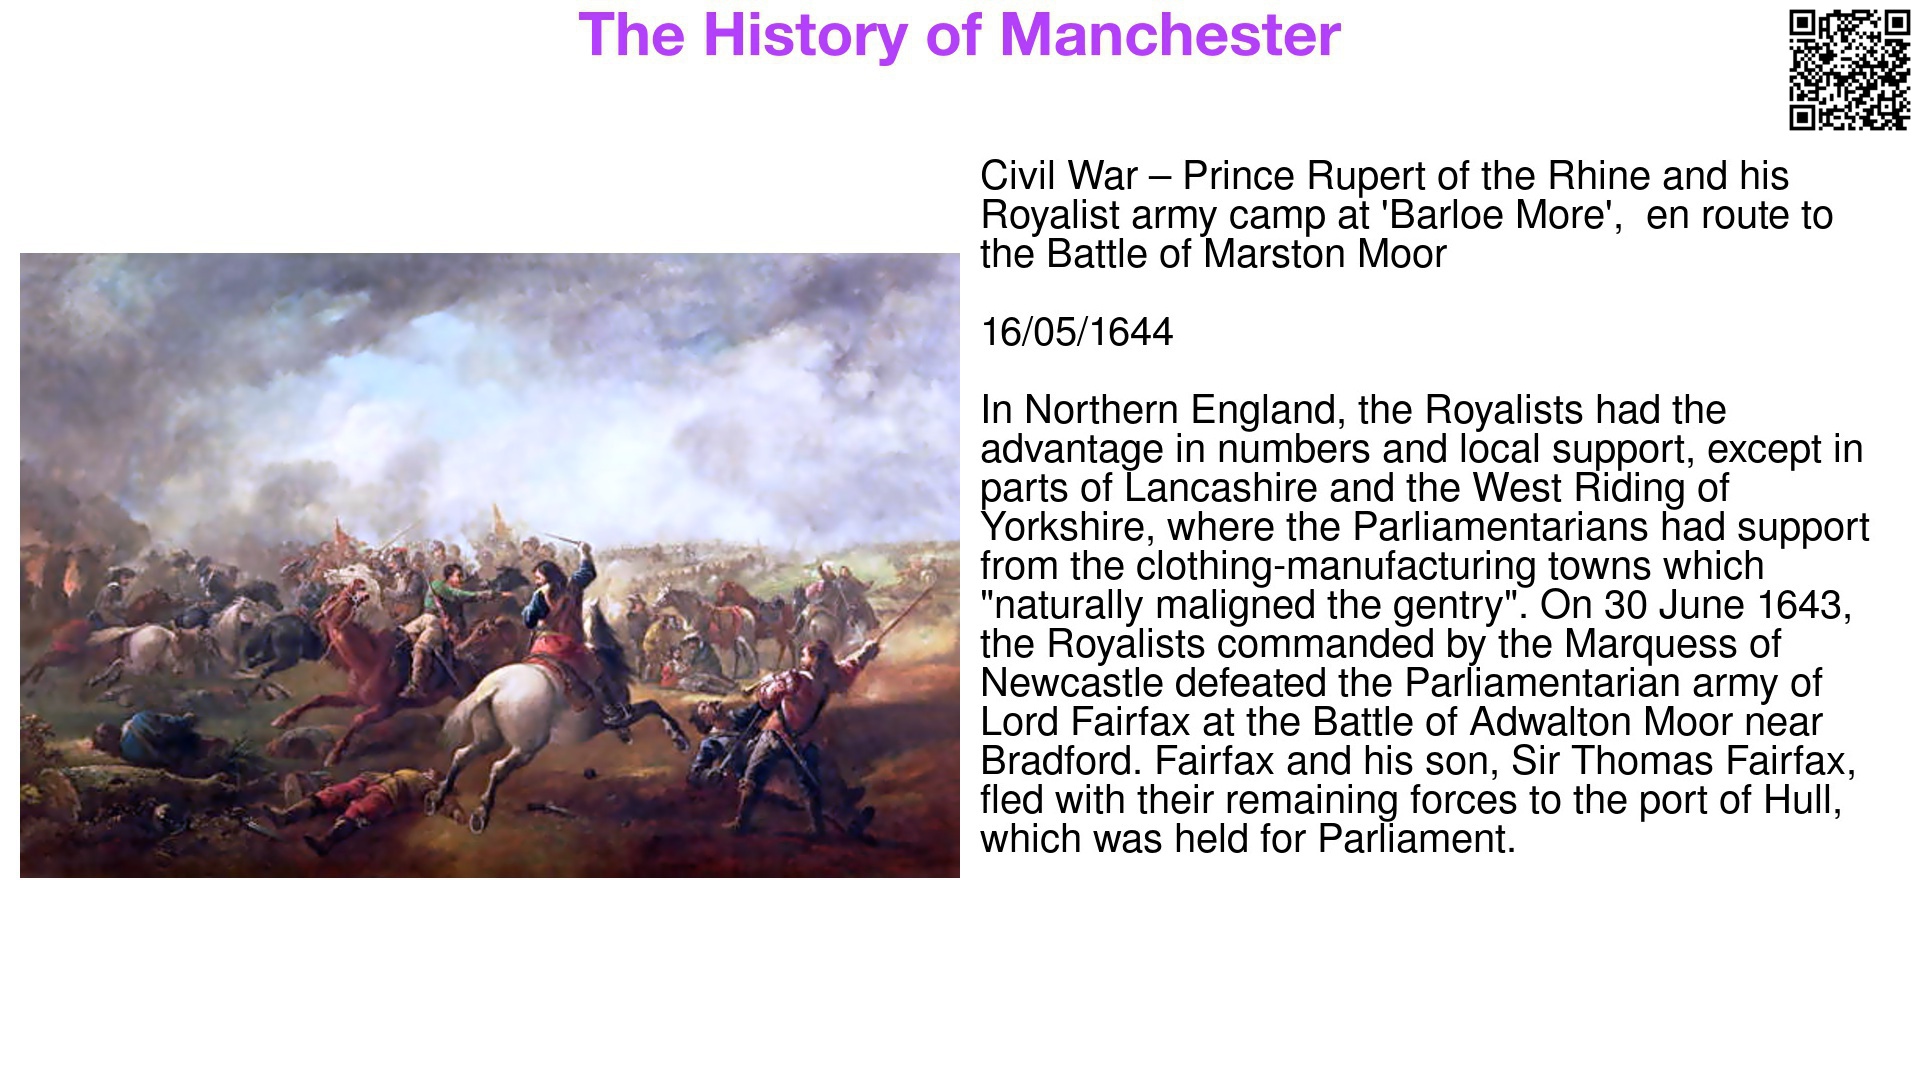 The History of Manchester
Civil War – Prince Rupert of the Rhine and his
Royalist army camp at 'Barloe More',  en route to
the Battle of Marston Moor
16/05/1644
In Northern England, the Royalists had the
advantage in numbers and local support, except in
parts of Lancashire and the West Riding of
Yorkshire, where the Parliamentarians had support
from the clothing-manufacturing towns which
"naturally maligned the gentry". On 30 June 1643,
the Royalists commanded by the Marquess of
Newcastle defeated the Parliamentarian army of
Lord Fairfax at the Battle of Adwalton Moor near
Bradford. Fairfax and his son, Sir Thomas Fairfax,
fled with their remaining forces to the port of Hull,
which was held for Parliament.